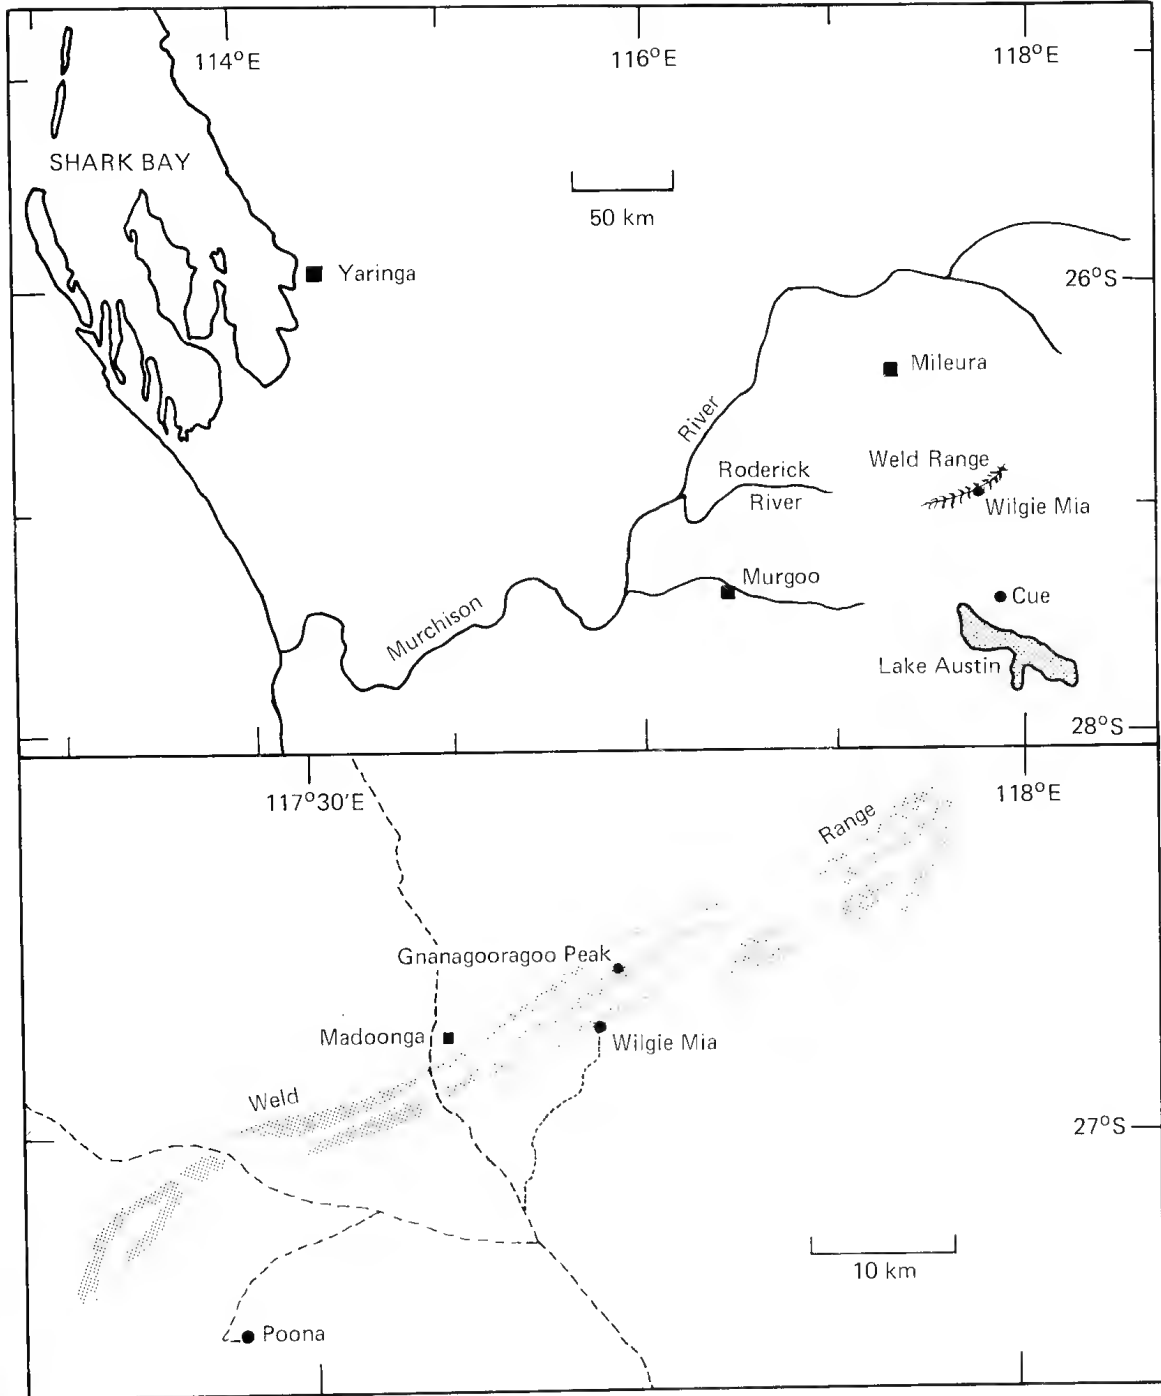 114°E
116°E
118°E
SHARK BAY
50 km
Yaringa
26°S
Mileura
River
Weld Range
Roderick
River
Wilgie Mia
Murgoo
Cue
Murchison
Lake Austin
28°S
117°30'E
118°E
Range
Gnanagooragoo Peak
Madoonga
Wilgie Mia
Weld
27°S
10 km
Poona